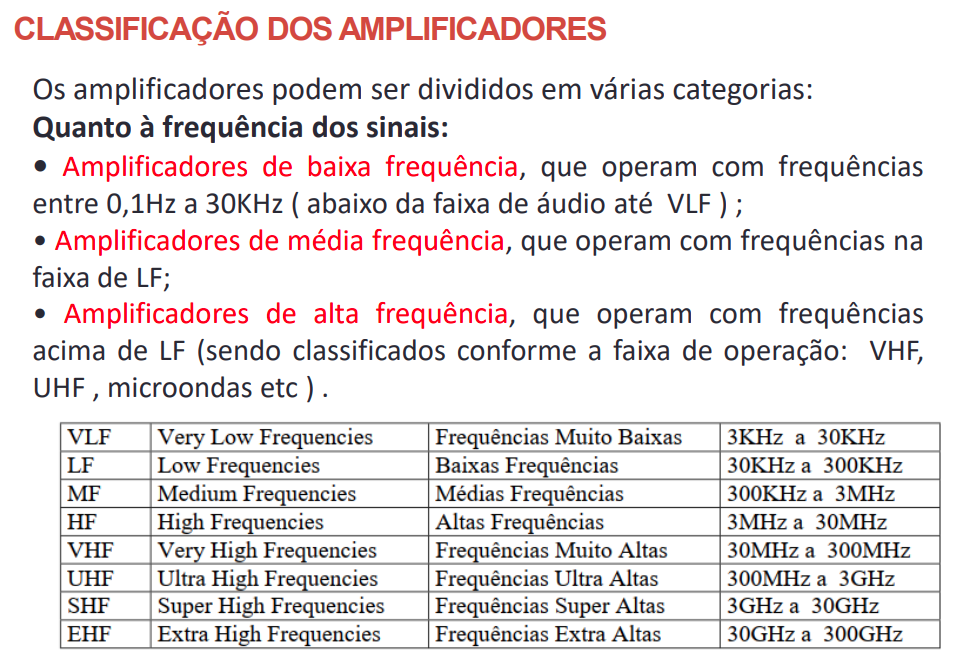 CLASSIFICAÇÃO DOS AMPLIFICADORES
Os amplificadores podem ser divididos em várias categorias:
Quanto à frequência dos sinais:
• Amplificadores de baixa frequência, que operam com frequências
entre 0,1Hz a 30KHz ( abaixo da faixa de áudio até VLF ) ;
• Amplificadores de média frequência, que operam com frequências na
faixa de LF;
• Amplificadores de alta frequência, que operam com frequências
acima de LF (sendo classificados conforme a faixa de operação: VHF,
UHF , microondas etc ) .
VLF Very Low Frequencies Frequências Muito Baixas 3KHz a 30KHz
LF Low Frequencies Baixas Frequências 30KHz a 300KHz
MF Medium Frequencies Médias Frequências 300KHz a 3MHz
HF High Frequencies Altas Frequências 3MHz a 30MHz
VHF Very High Frequencies Frequências Muito Altas 30MHz a 300MHz
UHF Ultra High Frequencies Frequências Ultra Altas 300MHz a 3GHz
SHF Super High Frequencies Frequências Super Altas 3GHz a 30GHz
EHF Extra High Frequencies Frequências Extra Altas 30GHz a 300GHz